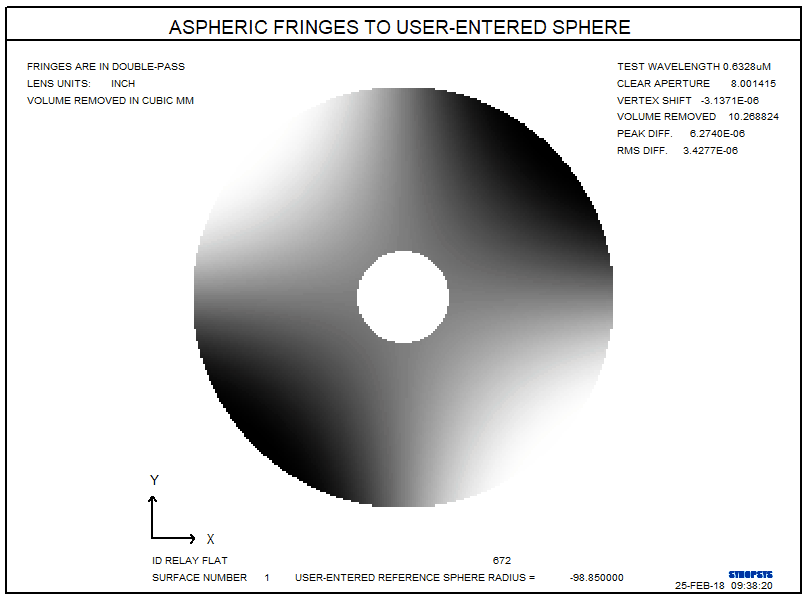 ASPHERIC FRINGES TO USER-ENTERED SPHERE
FRINGES ARE IN DOUBLE-PASS
LENS UNITS: INCH
VOLUME REMOVED IN CUBIC MM
TEST WAVELENGTH 0.6328uM
CLEAR APERTURE 8.001415
VERTEX SHIFT -3.1371E-06
VOLUME REMOVED 10.268824
PEAK DIFF. 6.2740E-06
RMS DIFF. 3.4277E-06
Y
X
ID RELAY FLAT 672
SURFACE NUMBER 1 USER-ENTERED REFERENCE SPHERE RADIUS = -98.850000
SYNOPSYS
25-FEB-18 09:38:20